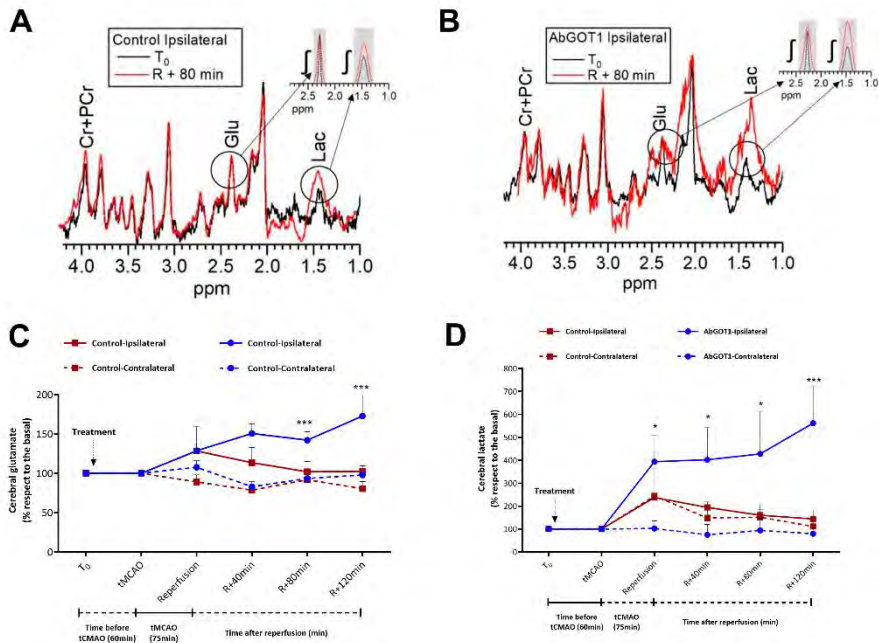 A
Control Ipsilateral
T0
R + 80 min
∫
∫
2.5 2.0 1.5 1.0
ppm
Cr+PCr
Glu
Lac
4.0 3.5 3.0 2.5 2.0 1.5 1.0
ppm
B
AbGOT1 Ipsilateral
T0
R + 80 min
∫
∫
2.5 2.0 1.5 1.0
ppm
Cr+PCr
Glu
Lac
4.0 3.5 3.0 2.5 2.0 1.5 1.0
ppm
C
Control-Ipsilateral
Control-Ipsilateral
Control-Contralateral
Control-Contralateral
Cerebral glutamate
(% respect to the basal)
200
150
100
50
0
Treatment
***
***
T0
tMCAO
Reperfusion
R+40min
R+80min
R+120min
Time before
tCMAO (60min)
tMCAO
(75min)
Time after reperfusion (min)
D
Control-Ipsilateral
AbGOT1-Ipsilateral
Control-Contralateral
AbGOT1-Contralateral
Cerebral lactate
(% respect to the basal)
800
700
600
500
400
300
200
100
0
Treatment
*
*
*
***
T0
tMCAO
Reperfusion
R+40min
R+80min
R+120min
Time before
tCMAO (60min)
tCMAO
(75min)
Time after reperfusion (min)